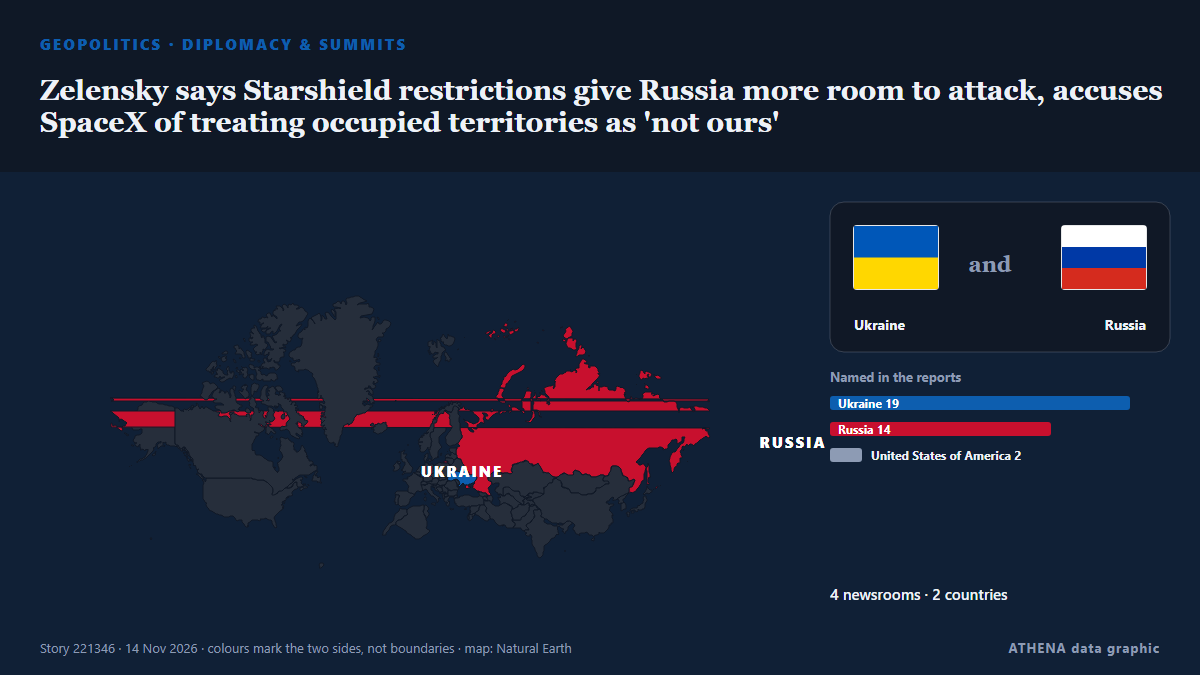 GEOPOLITICS · DIPLOMACY & SUMMITS
Zelensky says Starshield restrictions give Russia more room to attack, accuses
SpaceX of treating occupied territories as 'not ours'
and
Ukraine
Russia
Named in the reports
Ukraine 19
Russia 14
United States of America 2
RUSSIA
UKRAINE
4 newsrooms · 2 countries
Story 221346 · 14 Nov 2026 · colours mark the two sides, not boundaries · map: Natural Earth
ATHENA data graphic